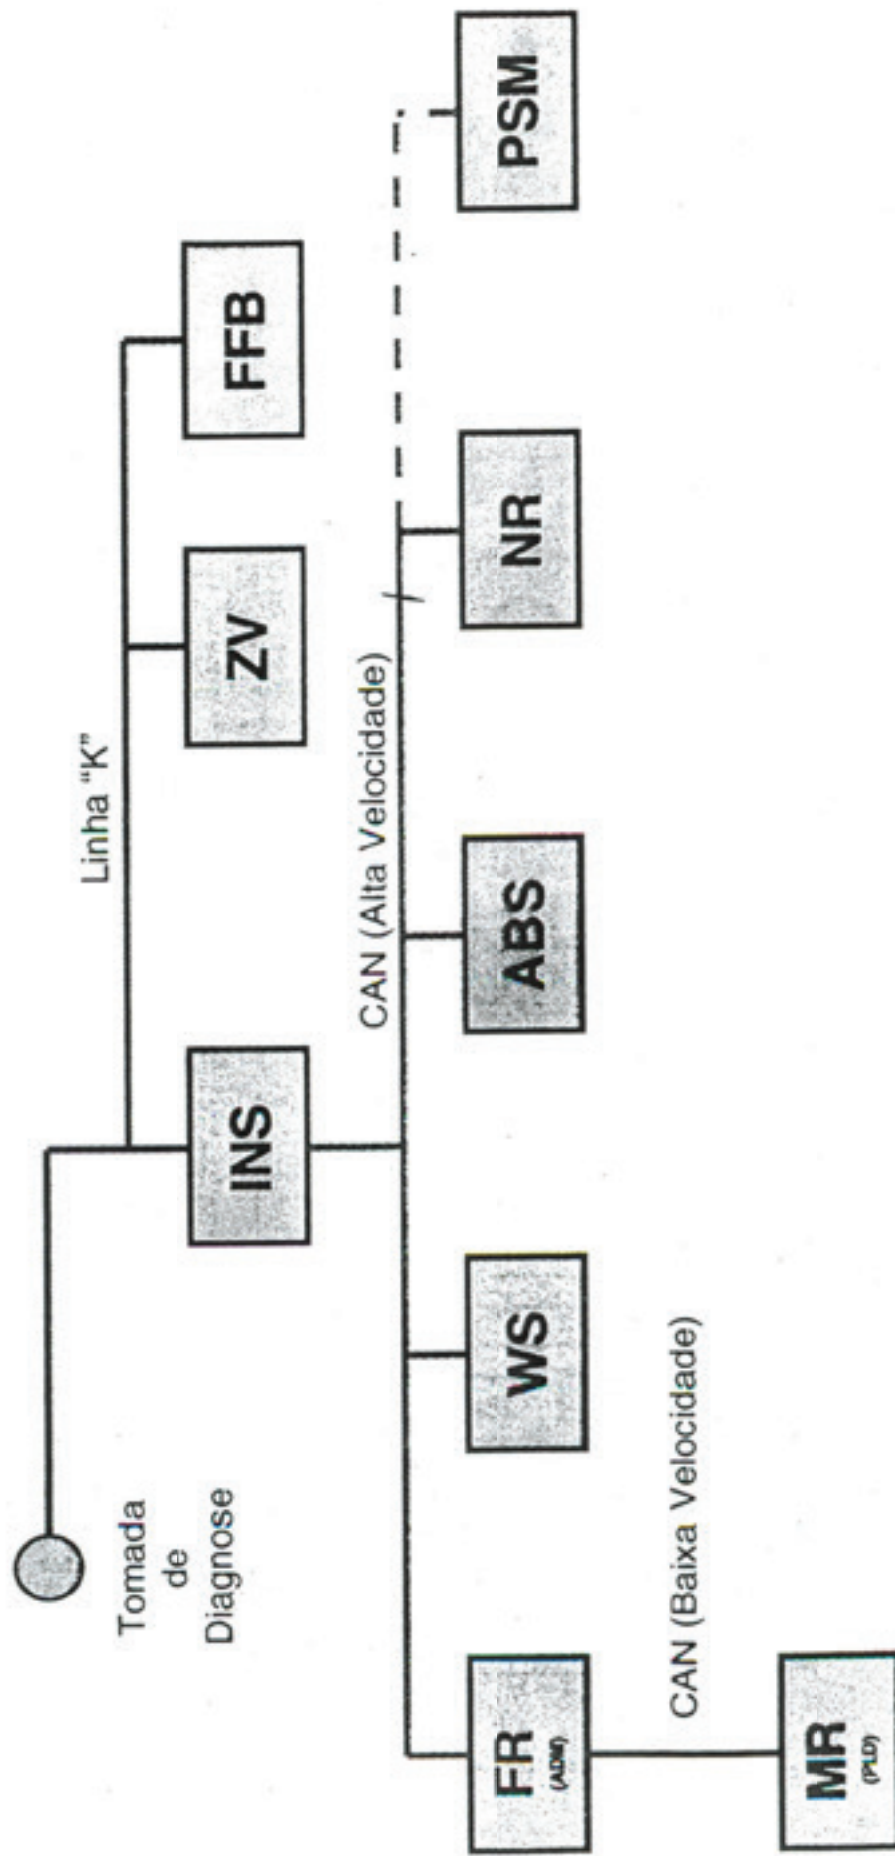 Tomada
de
Diagnose
Linha "K"
INS
ZV
FFB
CAN (Alta Velocidade)
FR
(ADM)
WS
ABS
NR
PSM
CAN (Baixa Velocidade)
MR
(PLD)